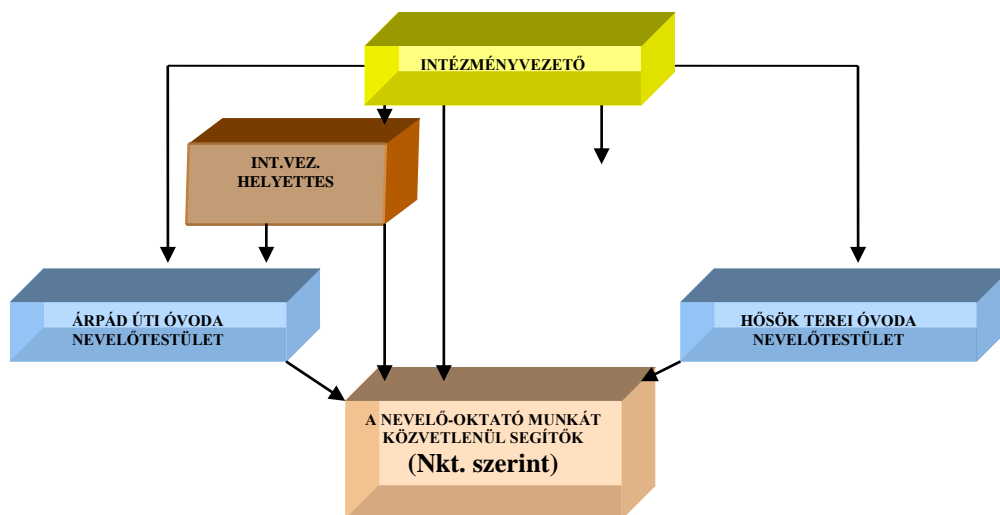 INTÉZMÉNYVEZETŐ
INT.VEZ.
HELYETTES
ÁRPÁD ÚTI ÓVODA
NEVELŐTESTÜLET
HŐSÖK TEREI ÓVODA
NEVELŐTESTÜLET
A NEVELŐ-OKTATÓ MUNKÁT
KÖZVETLENÜL SEGÍTŐK
(Nkt. szerint)